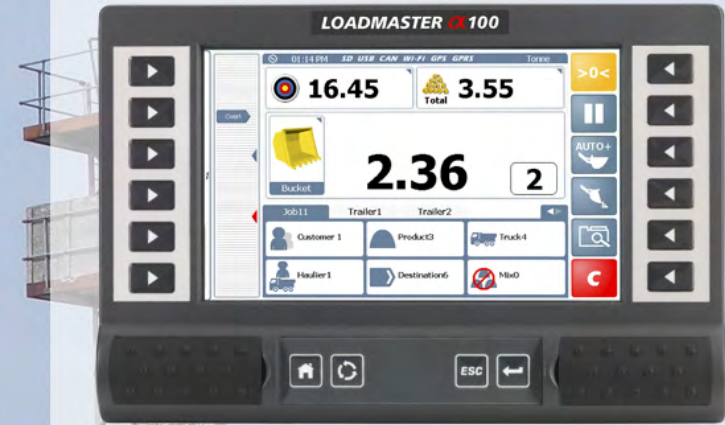 LOADMASTER α100
01:14 PM SD USB CAN WI-FI GPS GPRS Tonne
>0<
16.45
Total 3.55
Overt
AUTO+
Bucket
2.36
2
Job11 Trailer1 Trailer2
Customer 1 Product3 Truck4
Haulier1 Destination6 Mix0
C
ESC